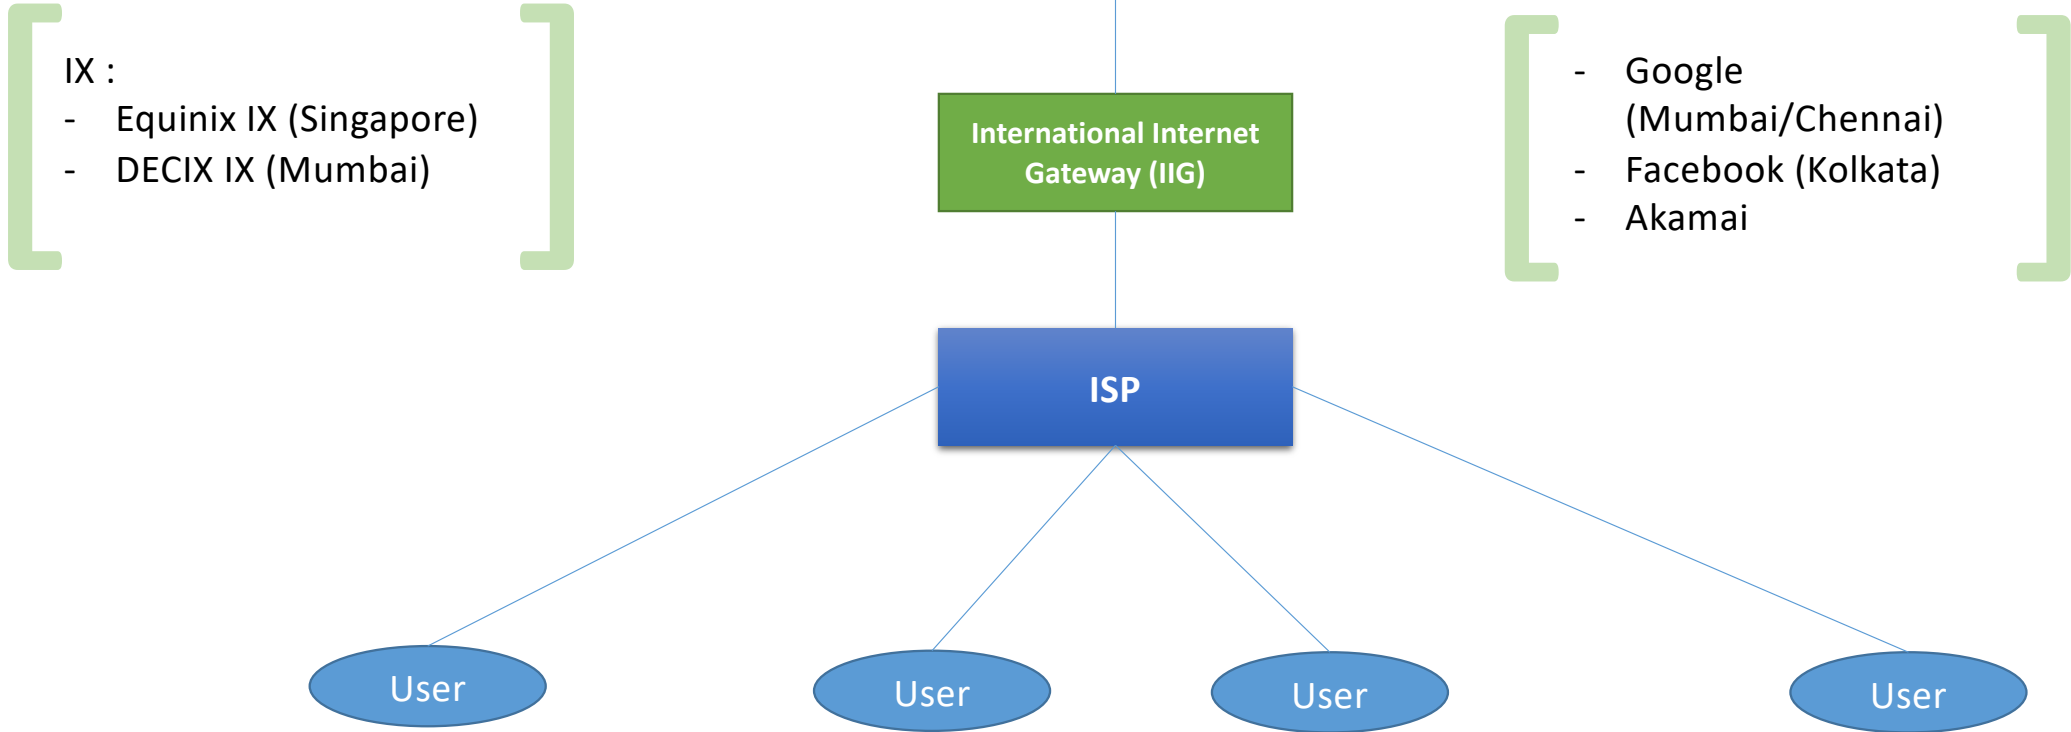 IX :
- Equinix IX (Singapore)
- DECIX IX (Mumbai)
International Internet
Gateway (IIG)
- Google
(Mumbai/Chennai)
- Facebook (Kolkata)
- Akamai
ISP
User
User
User
User